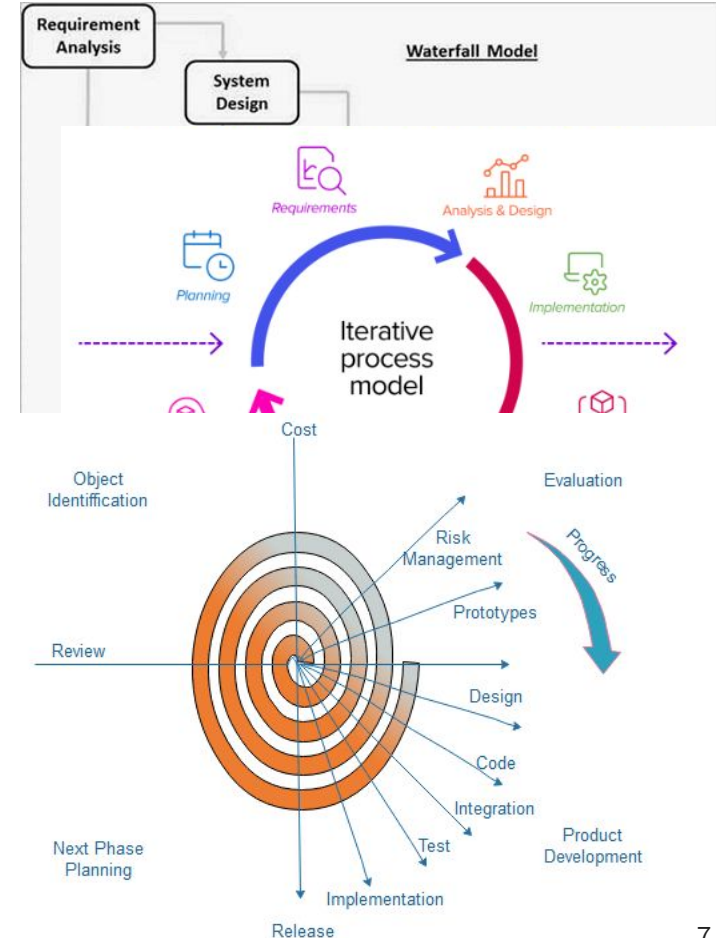 Requirement
Analysis
Waterfall Model
System
Design
Requirements
Analysis & Design
Planning
Implementation
Iterative
process
model
Cost
Object
Identiffication
Evaluation
Risk
Management
Progress
Prototypes
Review
Design
Code
Integration
Test
Product
Development
Next Phase
Planning
Implementation
Release
7